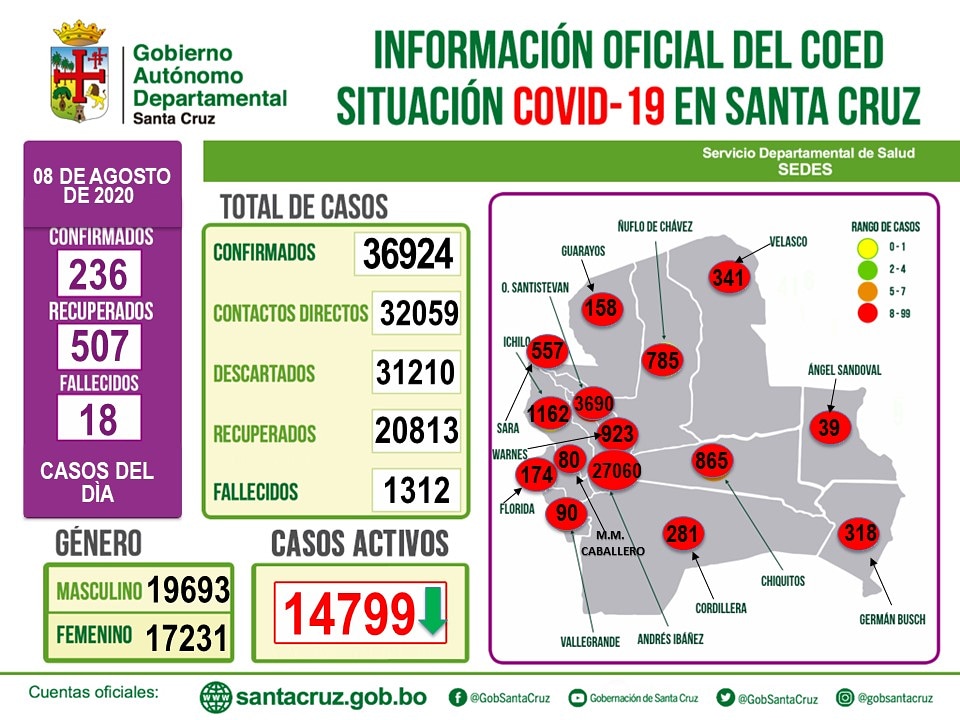 Gobierno
Autónomo
Departamental
Santa Cruz
INFORMACIÓN OFICIAL DEL COED
SITUACIÓN COVID-19 EN SANTA CRUZ
Servicio Departamental de Salud
SEDES
08 DE AGOSTO
DE 2020
CONFIRMADOS
236
RECUPERADOS
507
FALLECIDOS
18
CASOS DEL
DÌA
TOTAL DE CASOS
CONFIRMADOS 36924
CONTACTOS DIRECTOS 32059
DESCARTADOS 31210
RECUPERADOS 20813
FALLECIDOS 1312
GÉNERO
MASCULINO 19693
FEMENINO 17231
CASOS ACTIVOS
14799
ÑUFLO DE CHÁVEZ
GUARAYOS
VELASCO
RANGO DE CASOS
0 - 1
2 - 4
5 - 7
8 - 99
O. SANTISTEVAN
341
158
ICHILO
557
785
ÁNGEL SANDOVAL
1162
3690
SARA
923
39
WARNES
80
27060
865
174
FLORIDA
90
M.M.
CABALLERO
281
318
CHIQUITOS
CORDILLERA
GERMÁN BUSCH
VALLEGRANDE
ANDRÉS IBÁÑEZ
Cuentas oficiales:
www
santacruz.gob.bo
@GobSantaCruz
Gobernación de Santa Cruz
@GobSantaCruz
@gobsantacruz